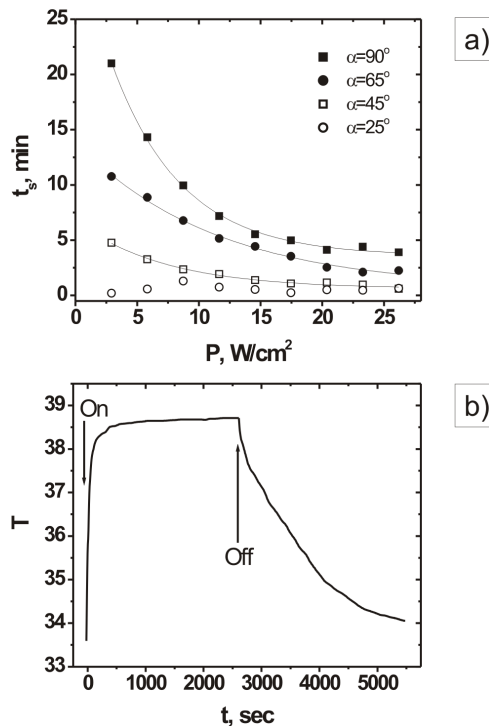 a)
25
20
15
10
5
0
t_s, min
α=90°
α=65°
α=45°
α=25°
0 5 10 15 20 25
P, W/cm²
b)
39
38
37
36
35
34
33
T
On
Off
0 1000 2000 3000 4000 5000
t, sec